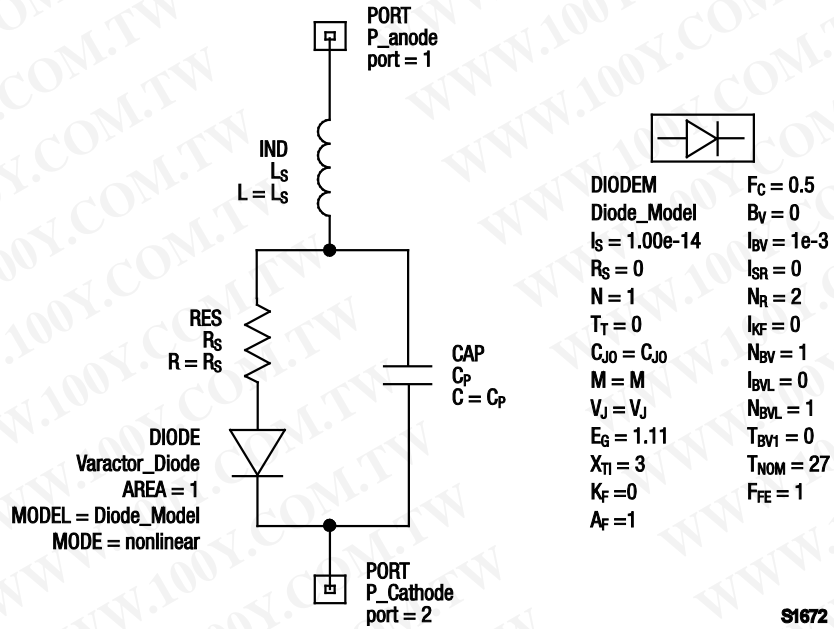 PORT
P_anode
port = 1
IND
LS
L = LS
RES
RS
R = RS
CAP
CP
C = CP
DIODE
Varactor_Diode
AREA = 1
MODEL = Diode_Model
MODE = nonlinear
PORT
P_Cathode
port = 2
DIODEM
Diode_Model
IS = 1.00e-14
RS = 0
N = 1
TT = 0
CJO = CJO
M = M
VJ = VJ
EG = 1.11
XTI = 3
KF =0
AF =1
FC = 0.5
BV = 0
IBV = 1e-3
ISR = 0
NR = 2
IKF = 0
NBV = 1
IBVL = 0
NBVL = 1
TBV1 = 0
TNOM = 27
FFE = 1
S1672
WWW.100Y.COM.TW